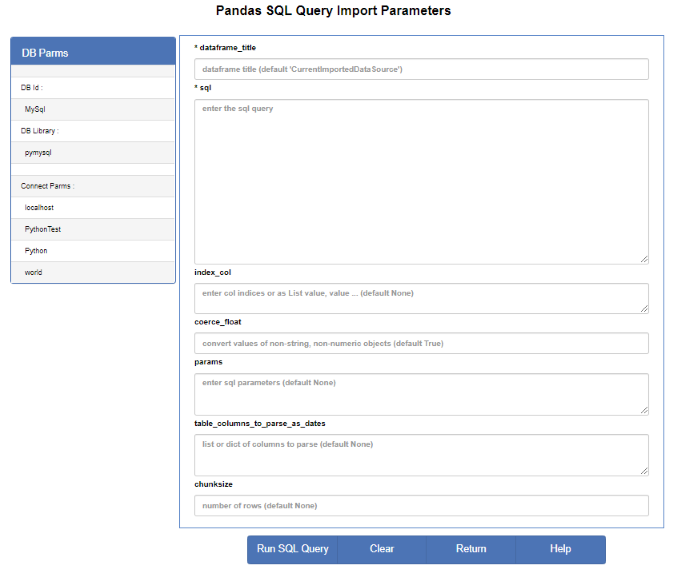 Pandas SQL Query Import Parameters
DB Parms
DB Id :
MySql
DB Library :
pymysql
Connect Parms :
localhost
PythonTest
Python
world
* dataframe_title
dataframe title (default 'CurrentImportedDataSource')
* sql
enter the sql query
index_col
enter col indices or as List value, value ... (default None)
coerce_float
convert values of non-string, non-numeric objects (default True)
params
enter sql parameters (default None)
table_columns_to_parse_as_dates
list or dict of columns to parse (default None)
chunksize
number of rows (default None)
Run SQL Query Clear Return Help